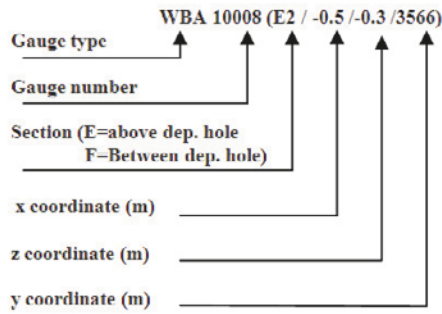 WBA 10008 (E2 / -0.5 /-0.3 /3566)
Gauge type
Gauge number
Section (E=above dep. hole
F=Between dep. hole)
x coordinate (m)
z coordinate (m)
y coordinate (m)